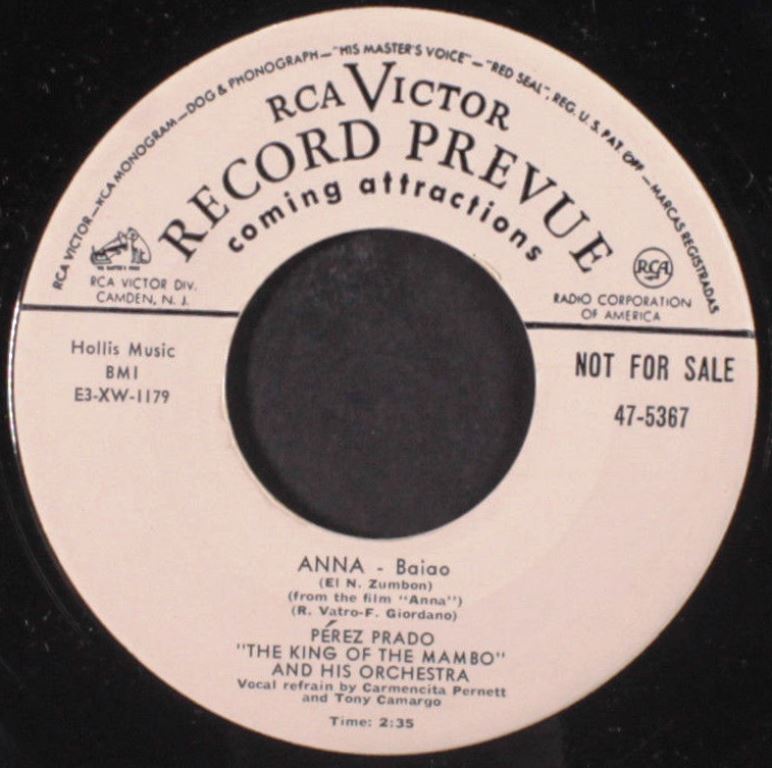 RCA VICTOR—RCA MONOGRAM—DOG & PHONOGRAPH—"HIS MASTER'S VOICE"—"RED SEAL", REG. U. S. PAT. OFF.—MARCAS REGISTRADAS
RCA VICTOR
RECORD PREVUE
coming attractions
"HIS MASTER'S VOICE"
RCA VICTOR DIV.
CAMDEN, N. J.
RCA
RADIO CORPORATION
OF AMERICA
Hollis Music
BMI
E3-XW-1179
NOT FOR SALE
47-5367
ANNA - Baiao
(El N. Zumbon)
(from the film "Anna")
(R. Vatro-F. Giordano)
PÉREZ PRADO
"THE KING OF THE MAMBO"
AND HIS ORCHESTRA
Vocal refrain by Carmencita Pernett
and Tony Camargo
Time: 2:35